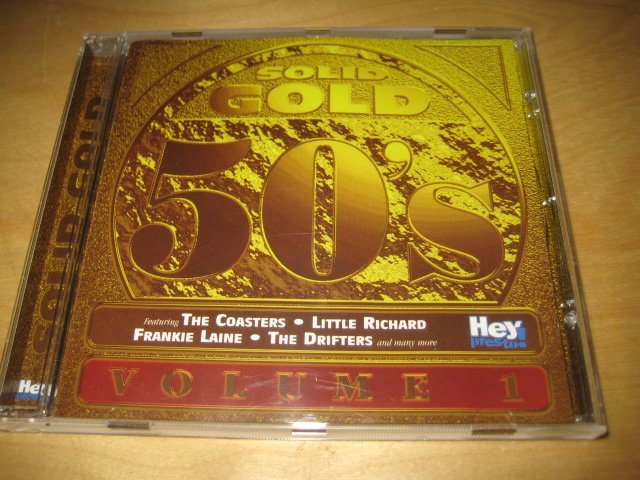 SOLID
GOLD
50's
Featuring THE COASTERS • LITTLE RICHARD
FRANKIE LAINE • THE DRIFTERS and many more
Hey
presto!
VOLUME 1
SOLID GOLD
Hey